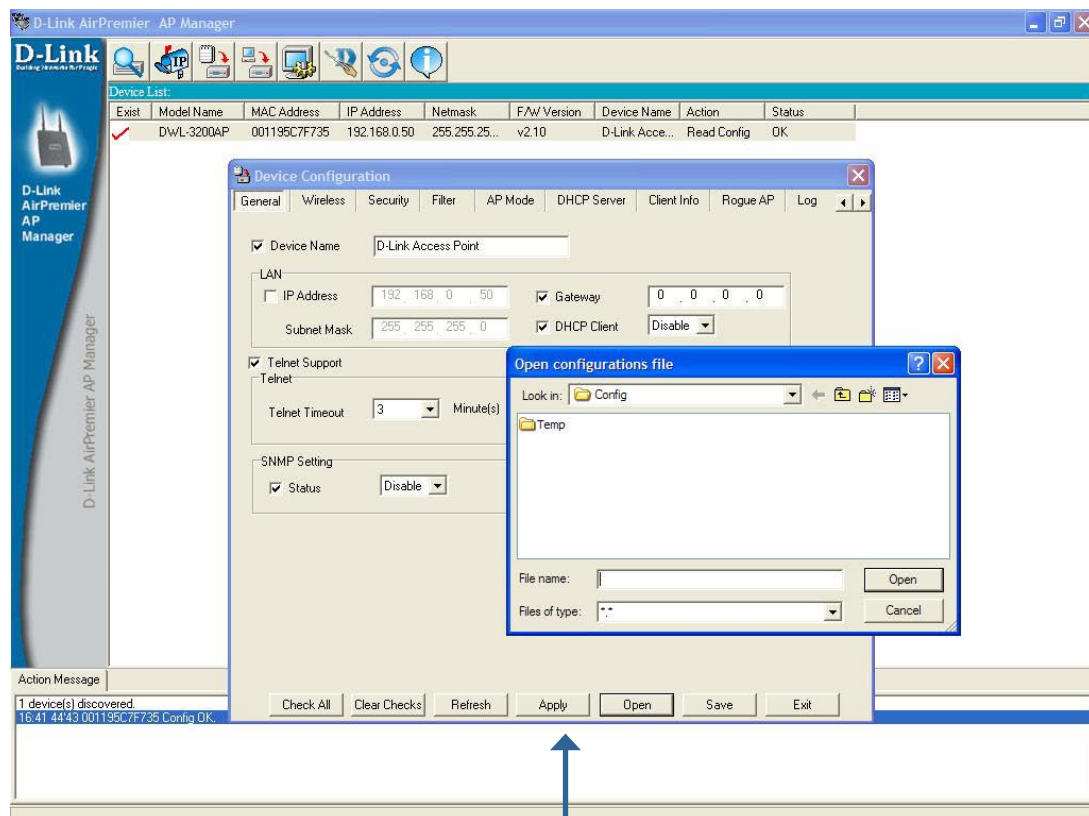 D-Link AirPremier AP Manager
D-Link
Building Networks for People
Device List:
Exist Model Name MAC Address IP Address Netmask F/W Version Device Name Action Status
DWL-3200AP 001195C7F735 192.168.0.50 255.255.25... v2.10 D-Link Acce... Read Config OK
D-Link
AirPremier
AP
Manager
D-Link AirPremier AP Manager
Device Configuration
General Wireless Security Filter AP Mode DHCP Server Client Info Rogue AP Log
Device Name D-Link Access Point
LAN
IP Address 192 . 168 . 0 . 50 Gateway 0 . 0 . 0 . 0
Subnet Mask 255 . 255 . 255 . 0 DHCP Client Disable
Telnet Support
Telnet
Telnet Timeout 3 Minute(s)
SNMP Setting
Status Disable
Open configurations file
Look in: Config
Temp
File name: Open
Files of type: *.* Cancel
Check All Clear Checks Refresh Apply Open Save Exit
Action Message
1 device(s) discovered.
16:41 44'43 001195C7F735 Config OK.